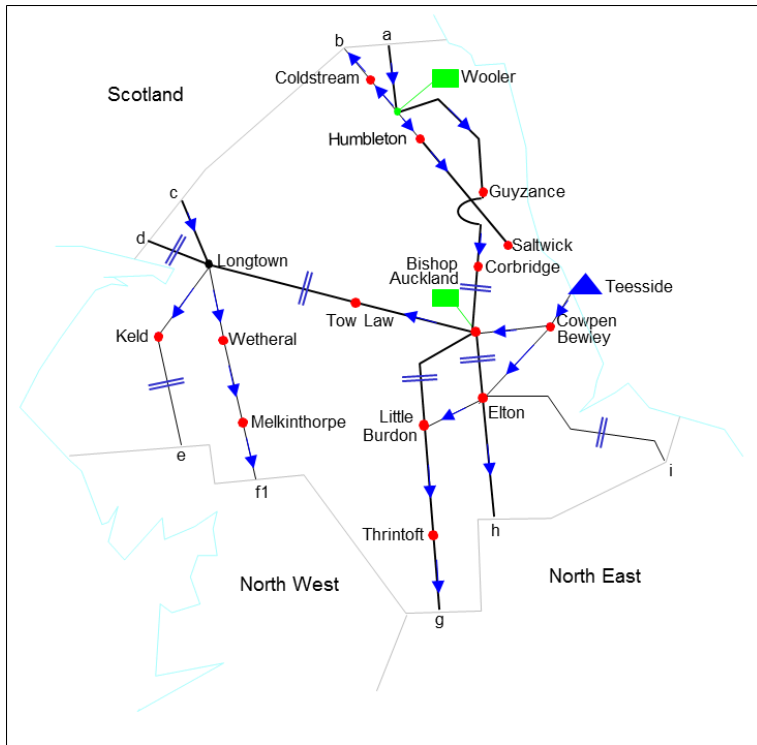 a
b
Coldstream
Wooler
Scotland
Humbleton
Guyzance
c
d
Saltwick
Longtown
Bishop
Auckland
Corbridge
Teesside
Tow Law
Cowpen
Bewley
Keld
Wetheral
Melkinthorpe
Little
Burdon
Elton
e
f1
i
h
Thrintoft
North West
North East
g